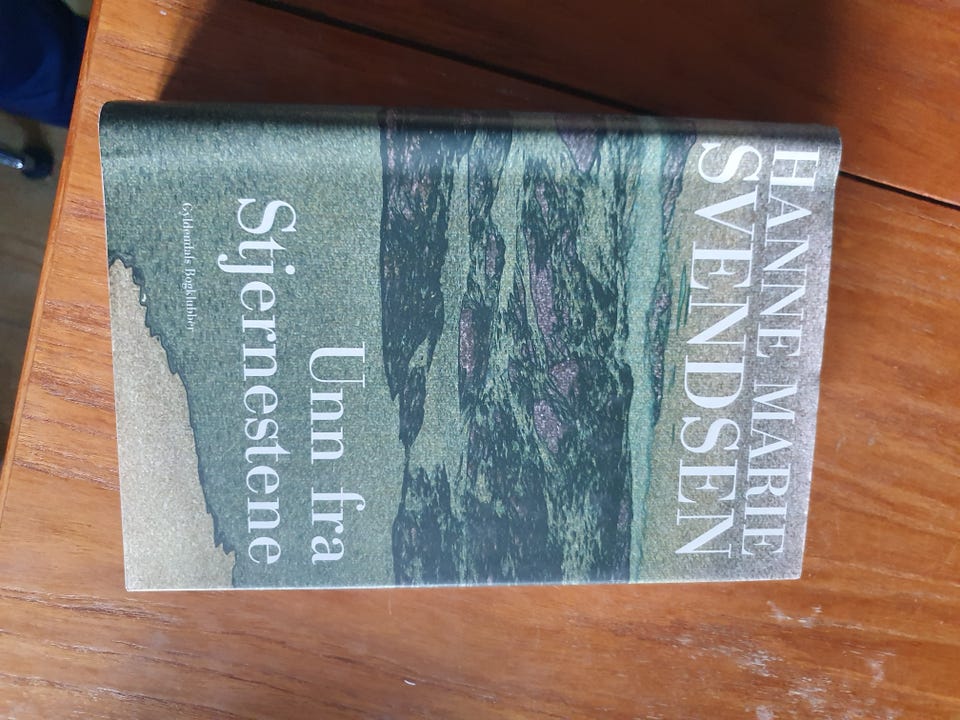 HANNE MARIE
SVENDSEN
Unn fra
Stjernestene
Gyldendals Bogklubber